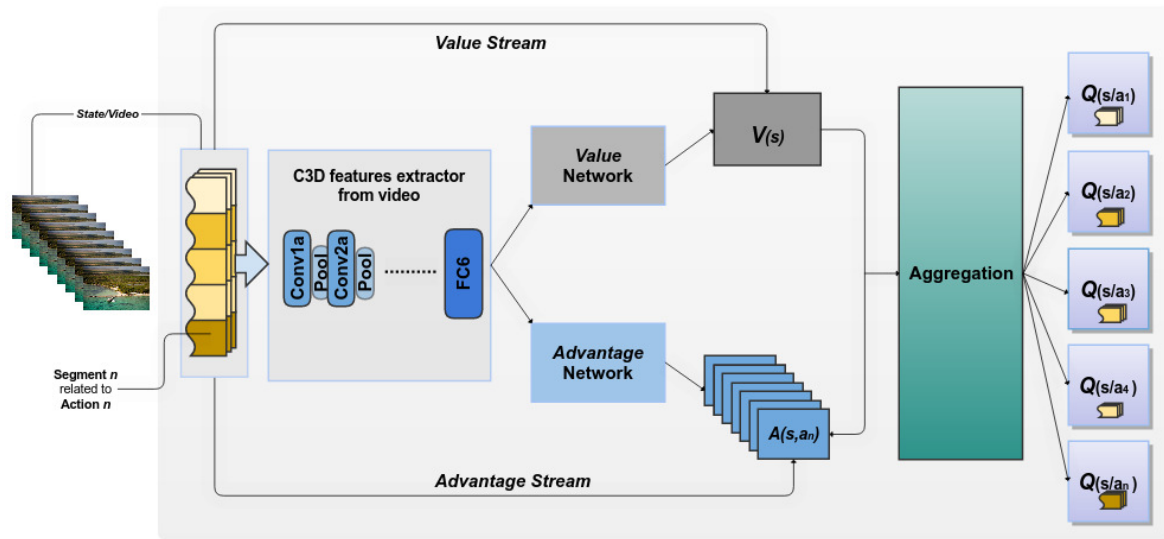 Value Stream
State/Video
C3D features extractor
from video
Conv1a
Pool
Conv2a
Pool
FC6
Segment n
related to
Action n
Value
Network
Advantage
Network
V(s)
A(s,an)
Advantage Stream
Aggregation
Q(s/a1)
Q(s/a2)
Q(s/a3)
Q(s/a4 )
Q(s/an )